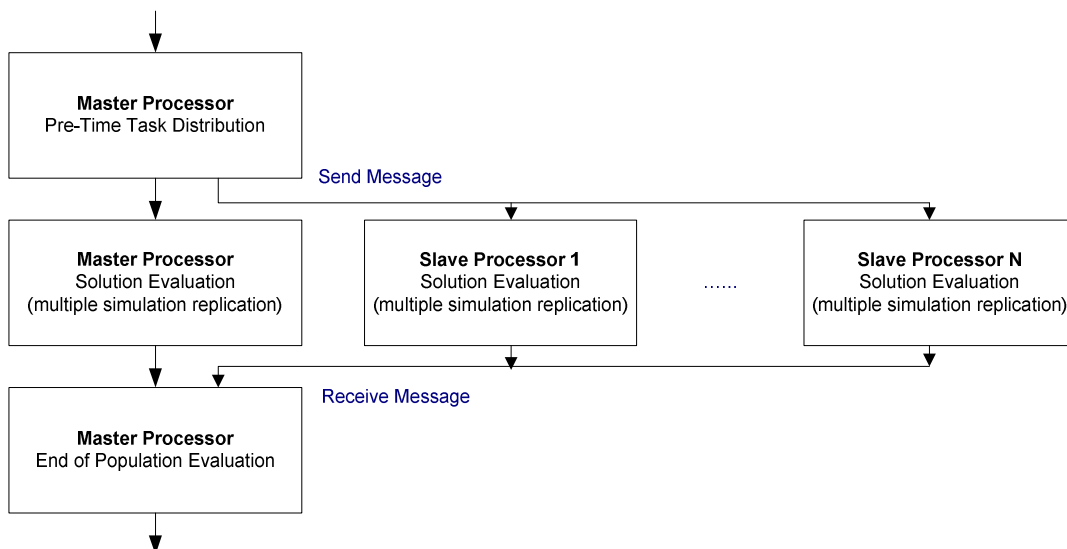 Master Processor
Pre-Time Task Distribution
Send Message
Master Processor
Solution Evaluation
(multiple simulation replication)
Slave Processor 1
Solution Evaluation
(multiple simulation replication)
......
Slave Processor N
Solution Evaluation
(multiple simulation replication)
Receive Message
Master Processor
End of Population Evaluation